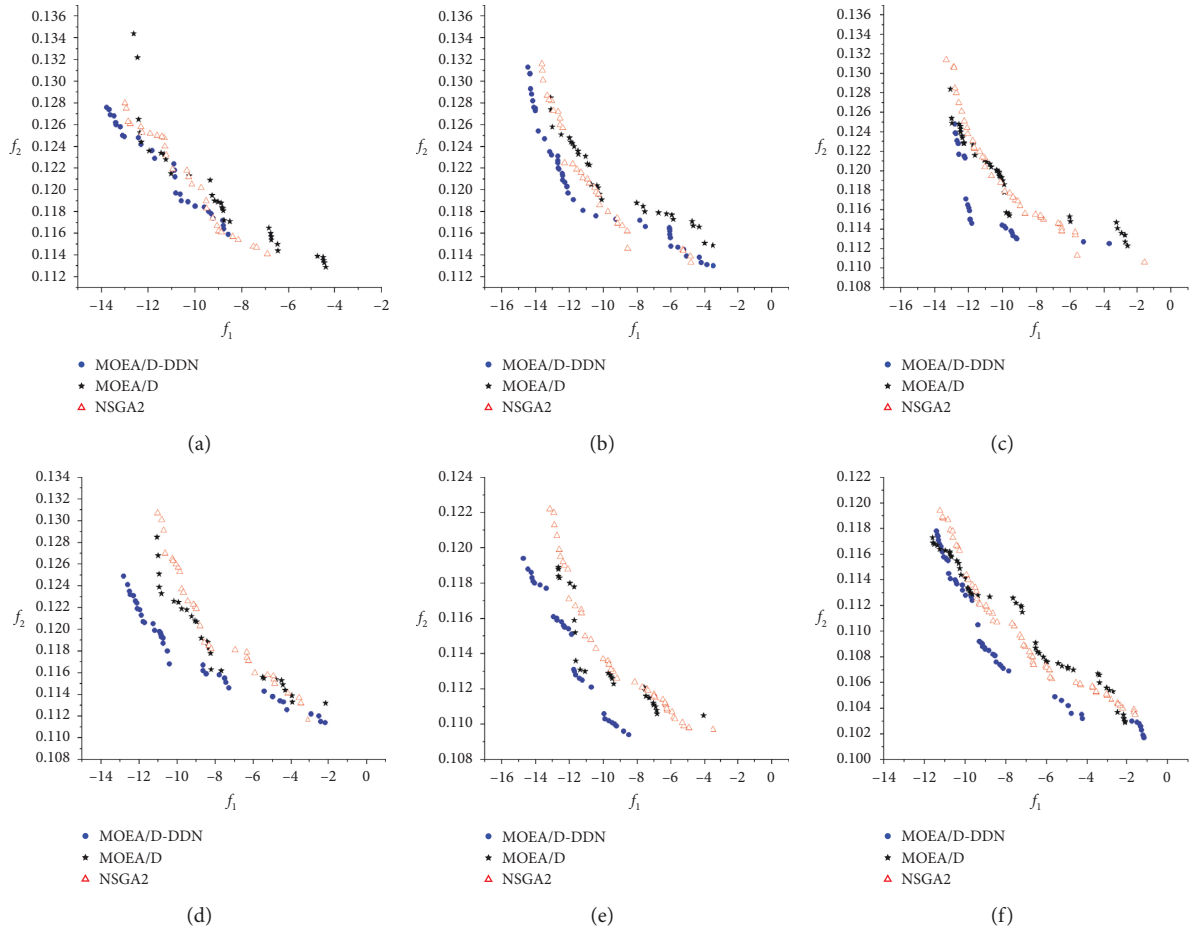 0.136
0.134
0.132
0.130
0.128
0.126
0.124
0.122
0.120
0.118
0.116
0.114
0.112
f2
−14 −12 −10 −8 −6 −4 −2
f1
MOEA/D-DDN
MOEA/D
NSGA2
(a)
0.136
0.134
0.132
0.130
0.128
0.126
0.124
0.122
0.120
0.118
0.116
0.114
0.112
f2
−16 −14 −12 −10 −8 −6 −4 −2 0
f1
MOEA/D-DDN
MOEA/D
NSGA2
(b)
0.136
0.133
0.130
0.128
0.126
0.124
0.122
0.120
0.118
0.116
0.114
0.112
0.110
0.108
f2
−16 −14 −12 −10 −8 −6 −4 −2 0
f1
MOEA/D-DDN
MOEA/D
NSGA2
(c)
0.134
0.132
0.130
0.128
0.126
0.124
0.122
0.120
0.118
0.116
0.114
0.112
0.110
0.108
f2
−14 −12 −10 −8 −6 −4 −2 0
f1
MOEA/D-DDN
MOEA/D
NSGA2
(d)
0.124
0.122
0.120
0.118
0.116
0.114
0.112
0.110
0.108
f2
−16 −14 −12 −10 −8 −6 −4 −2 0
f1
MOEA/D-DDN
MOEA/D
NSGA2
(e)
0.122
0.120
0.118
0.116
0.114
0.112
0.110
0.108
0.106
0.104
0.102
0.100
f2
−14 −12 −10 −8 −6 −4 −2 0
f1
MOEA/D-DDN
MOEA/D
NSGA2
(f)